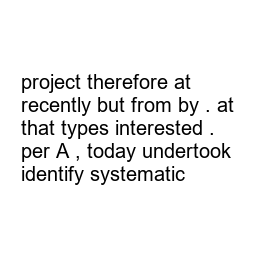 project therefore at
recently but from by . at
that types interested .
per A , today undertook
identify systematic